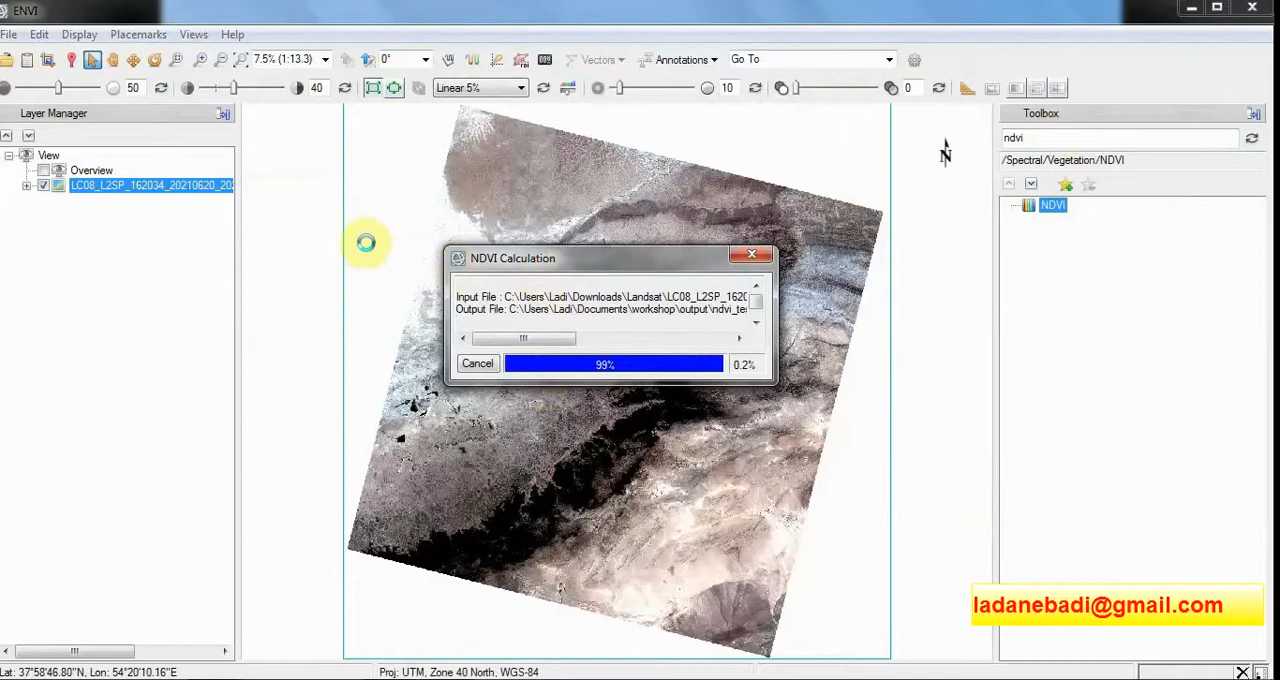 ENVI
File Edit Display Placemarks Views Help
7.5% (1:13.3) 0° Vectors Annotations Go To
50 40 Linear 5% 10 0
Layer Manager
View
Overview
LC08_L2SP_162034_20210620_202
N
Toolbox
ndvi
/Spectral/Vegetation/NDVI
NDVI
NDVI Calculation
Input File : C:\Users\Ladi\Downloads\Landsat\LC08_L2SP_1620
Output File: C:\Users\Ladi\Documents\workshop\output\ndvi_te
Cancel 99% 0.2%
ladanebadi@gmail.com
Lat: 37°58'46.80"N, Lon: 54°20'10.16"E Proj: UTM, Zone 40 North, WGS-84